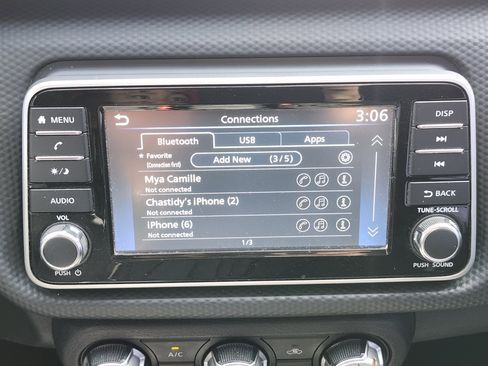 Connections 3:06
Bluetooth USB Apps
Favorite
(Connection first)
Add New (3/5)
Mya Camille
Not connected
Chastidy's iPhone (2)
Not connected
iPhone (6)
Not connected
1/3
MENU
AUDIO
VOL
PUSH
DISP
BACK
TUNE-SCROLL
PUSH SOUND
A/C